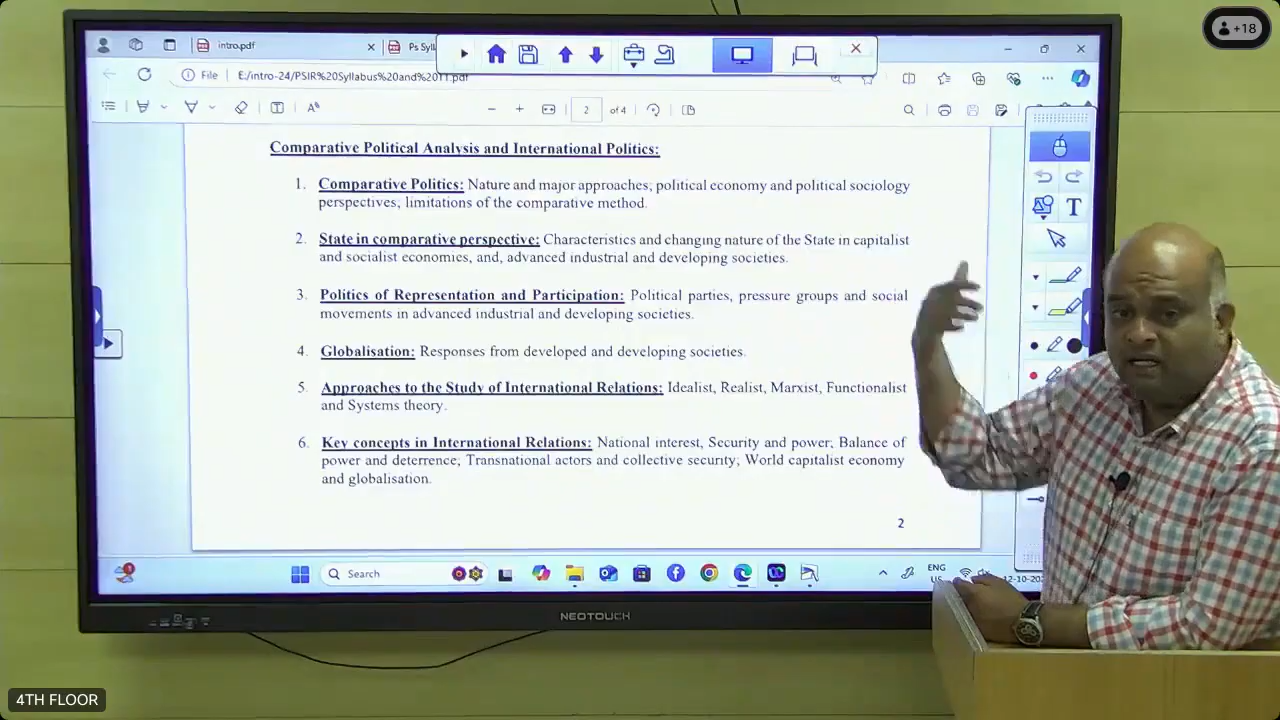 +18
intro.pdf
Ps Syll
File
E:/intro-24/PSIR%20Syllabus%20and%20T1.pdf
2
of 4
Comparative Political Analysis and International Politics:
1. Comparative Politics: Nature and major approaches; political economy and political sociology
perspectives; limitations of the comparative method.
2. State in comparative perspective: Characteristics and changing nature of the State in capitalist
and socialist economies, and, advanced industrial and developing societies.
3. Politics of Representation and Participation: Political parties, pressure groups and social
movements in advanced industrial and developing societies.
4. Globalisation: Responses from developed and developing societies.
5. Approaches to the Study of International Relations: Idealist, Realist, Marxist, Functionalist
and Systems theory.
6. Key concepts in International Relations: National interest, Security and power; Balance of
power and deterrence; Transnational actors and collective security; World capitalist economy
and globalisation.
2
T
Search
ENG
US
12-10-202
NEOTOUCH
4TH FLOOR